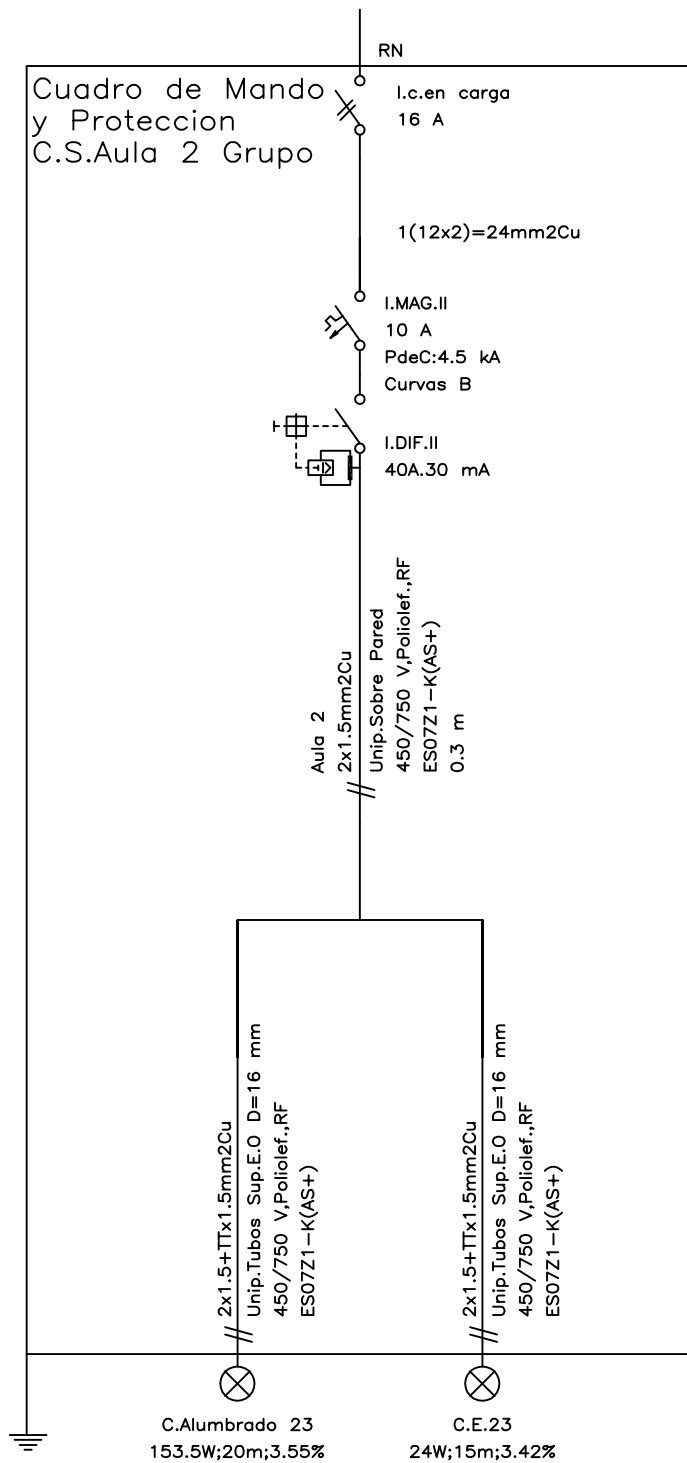 RN
Cuadro de Mando
y Proteccion
C.S.Aula 2 Grupo
I.c.en carga
16 A
1(12x2)=24mm2Cu
I.MAG.II
10 A
PdeC:4.5 kA
Curvas B
I.DIF.II
40A.30 mA
Aula 2
2x1.5mm2Cu
Unip.Sobre Pared
450/750 V,Poliolef.,RF
ES07Z1-K(AS+)
0.3 m
2x1.5+TTx1.5mm2Cu
Unip.Tubos Sup.E.O D=16 mm
450/750 V,Poliolef.,RF
ES07Z1-K(AS+)
2x1.5+TTx1.5mm2Cu
Unip.Tubos Sup.E.O D=16 mm
450/750 V,Poliolef.,RF
ES07Z1-K(AS+)
C.Alumbrado 23
153.5W;20m;3.55%
C.E.23
24W;15m;3.42%